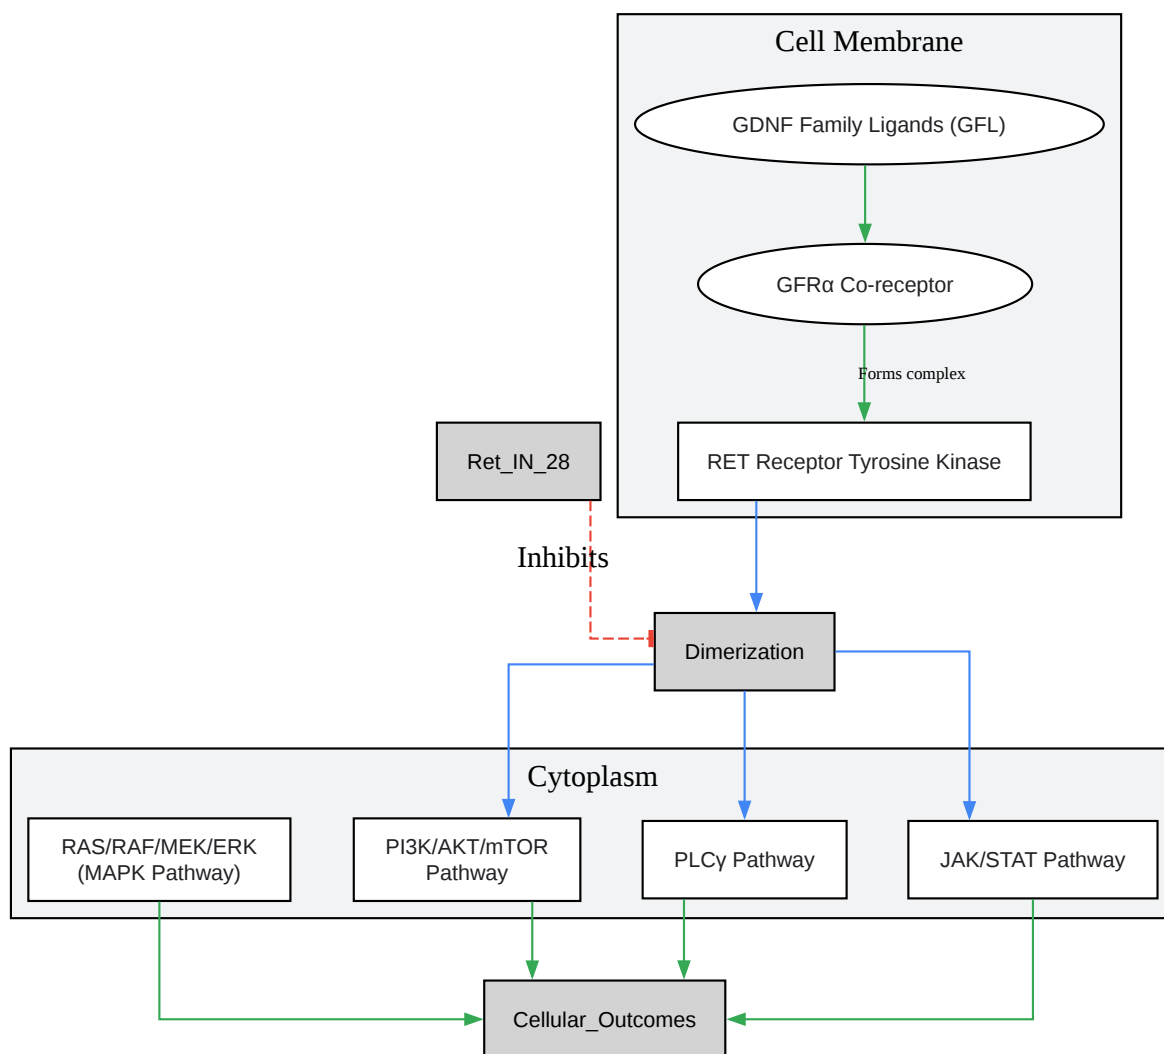 Cell Membrane
GDNF Family Ligands (GFL)
GFRα Co-receptor
Forms complex
Ret_IN_28
RET Receptor Tyrosine Kinase
Inhibits
Dimerization
Cytoplasm
RAS/RAF/MEK/ERK
(MAPK Pathway)
PI3K/AKT/mTOR
Pathway
PLCγ Pathway
JAK/STAT Pathway
Cellular_Outcomes